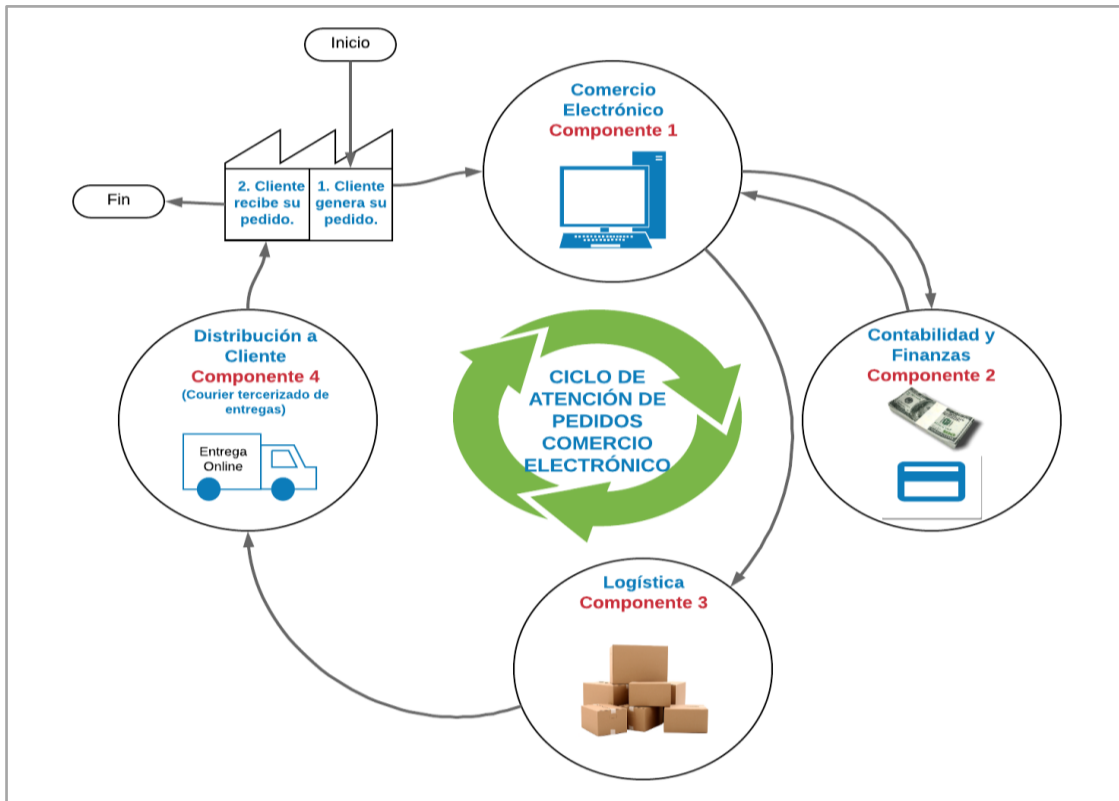 Inicio
Comercio
Electrónico
Componente 1
2. Cliente
recibe su
pedido.
1. Cliente
genera su
pedido.
Fin
Distribución a
Cliente
Componente 4
(Courier tercerizado de
entregas)
Entrega
Online
CICLO DE
ATENCIÓN DE
PEDIDOS
COMERCIO
ELECTRÓNICO
Contabilidad y
Finanzas
Componente 2
Logística
Componente 3